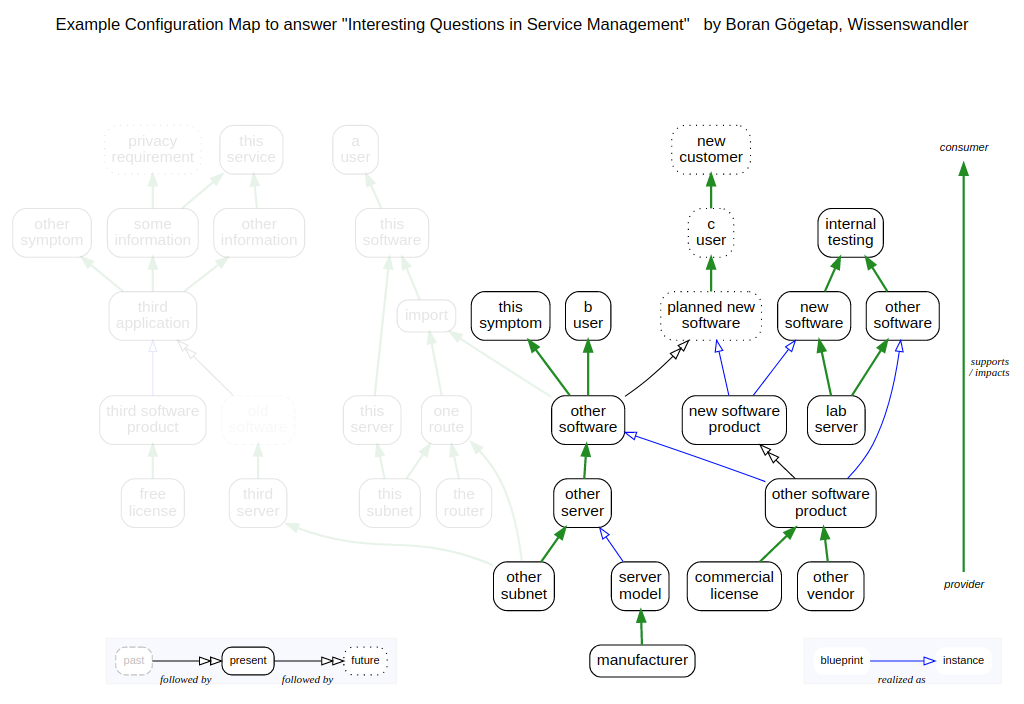 Example Configuration Map to answer "Interesting Questions in Service Management"   by Boran Gögetap, Wissenswandler
privacy
requirement
this
service
a
user
new
customer
consumer
other
symptom
some
information
other
information
this
software
c
user
internal
testing
third
application
import
this
symptom
b
user
planned new
software
new
software
other
software
supports
/ impacts
third software
product
old
software
this
server
one
route
other
software
new software
product
lab
server
free
license
third
server
this
subnet
the
router
other
server
other software
product
other
subnet
server
model
commercial
license
other
vendor
provider
manufacturer
past
present
future
followed by
followed by
blueprint
instance
realized as